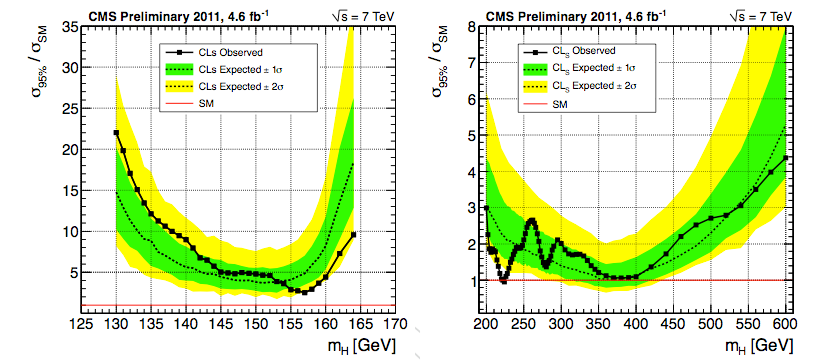 CMS Preliminary 2011, 4.6 fb⁻¹ √s = 7 TeV
σ95% / σSM
35
30
25
20
15
10
5
CLs Observed
CLs Expected ± 1σ
CLs Expected ± 2σ
SM
125 130 135 140 145 150 155 160 165 170
mH [GeV]
CMS Preliminary 2011, 4.6 fb⁻¹ √s = 7 TeV
σ95% / σSM
8
7
6
5
4
3
2
1
CLS Observed
CLS Expected ± 1σ
CLS Expected ± 2σ
SM
200 250 300 350 400 450 500 550 600
mH [GeV]